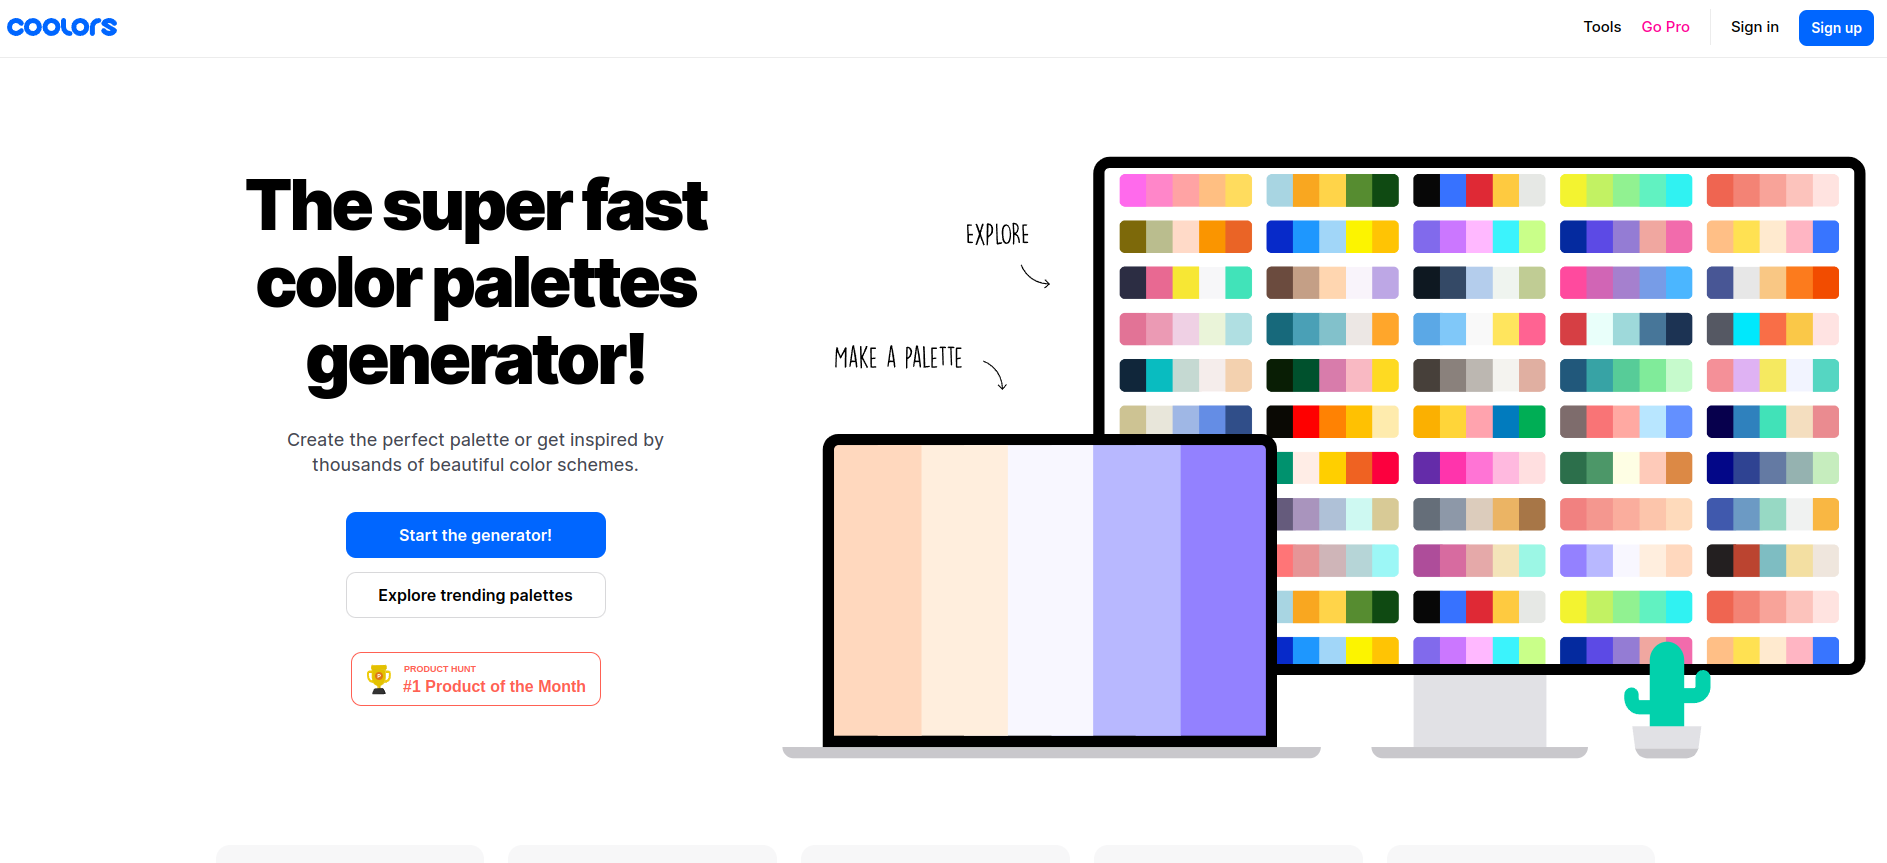 coolors
Tools
Go Pro
Sign in
Sign up
The super fast
color palettes
generator!
Create the perfect palette or get inspired by
thousands of beautiful color schemes.
Start the generator!
Explore trending palettes
PRODUCT HUNT
#1 Product of the Month
EXPLORE
MAKE A PALETTE